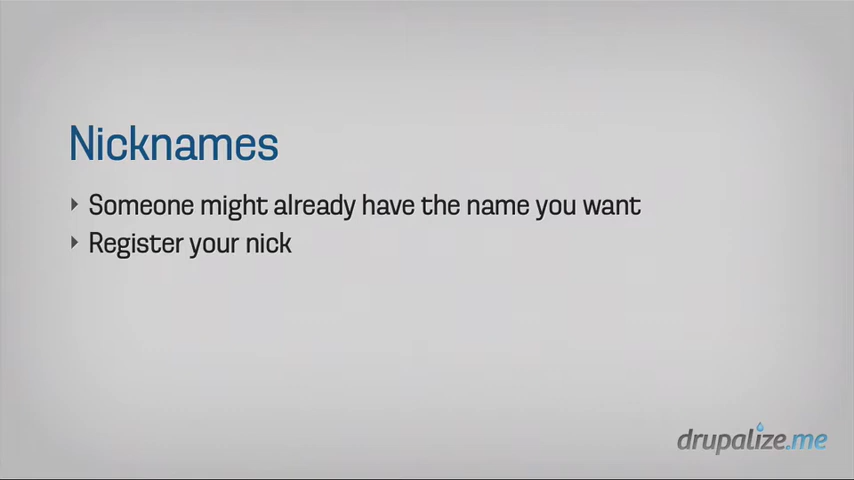 Nicknames
Someone might already have the name you want
Register your nick
drupalize.me